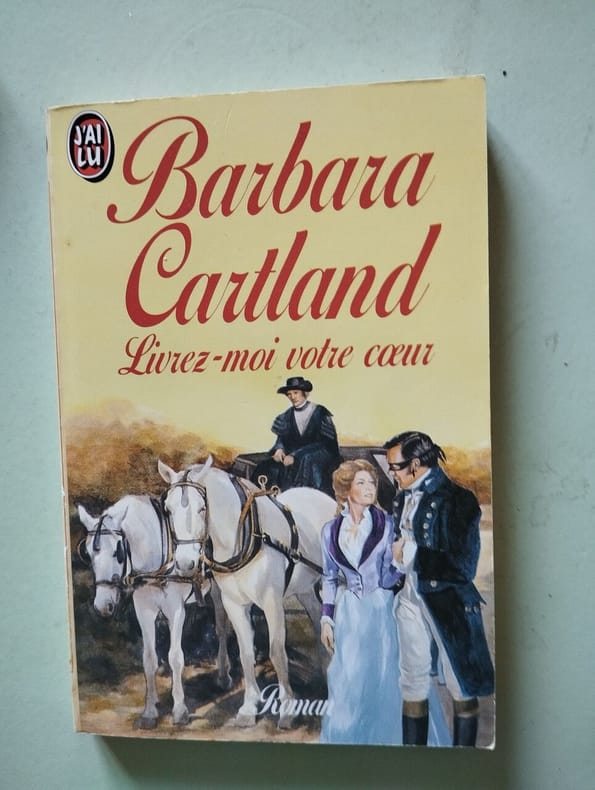 J'AI
LU
Barbara
Cartland
Livrez-moi votre cœur
Roman